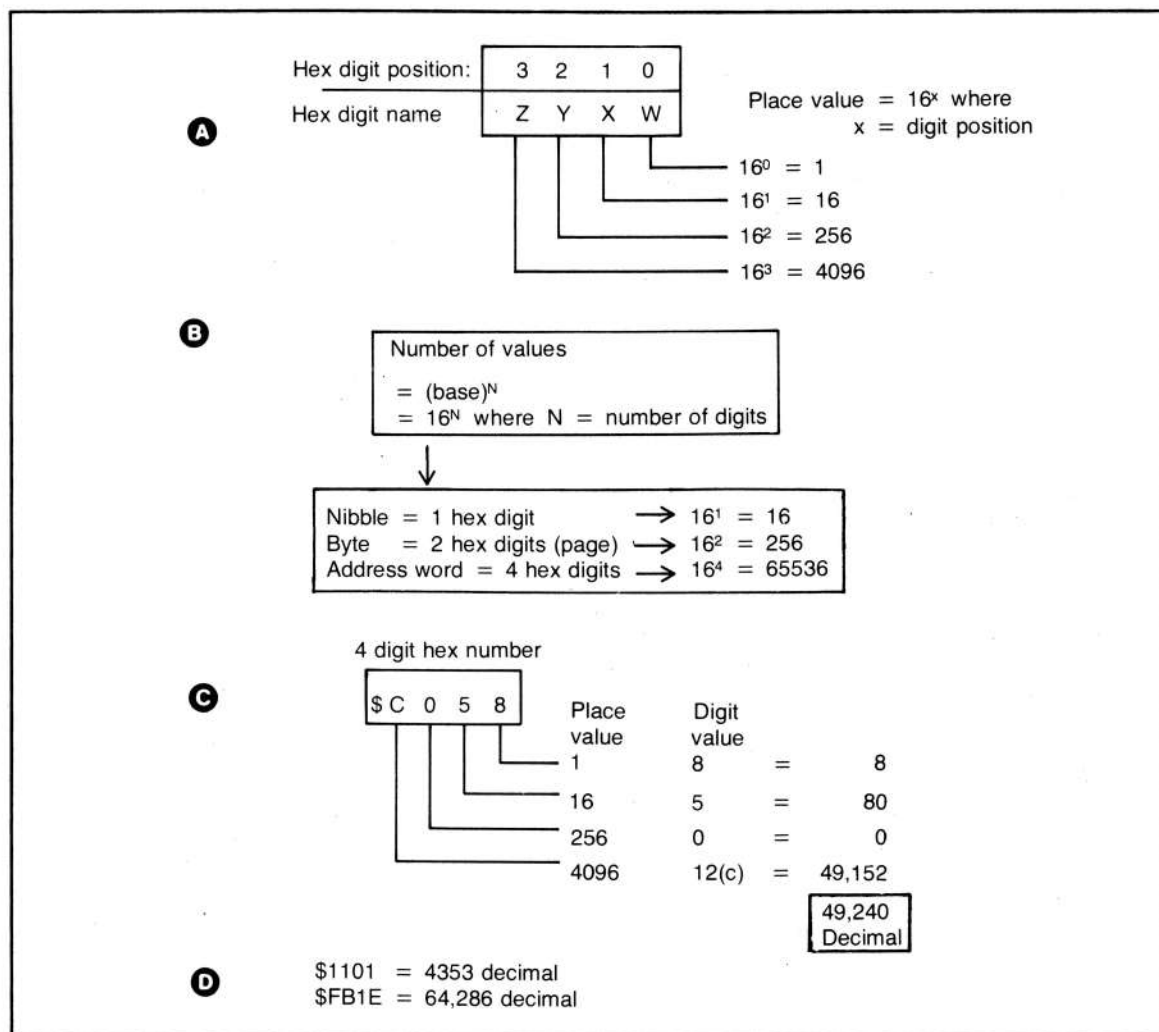 Hex digit position: 3 2 1 0
Hex digit name Z Y X W
Place value = 16ˣ where
x = digit position
A
16⁰ = 1
16¹ = 16
16² = 256
16³ = 4096
B
Number of values
= (base)ᴺ
= 16ᴺ where N = number of digits
Nibble = 1 hex digit → 16¹ = 16
Byte = 2 hex digits (page) → 16² = 256
Address word = 4 hex digits → 16⁴ = 65536
4 digit hex number
C
$ C 0 5 8
Place Digit
value value
1 8 = 8
16 5 = 80
256 0 = 0
4096 12(c) = 49,152
49,240
Decimal
D
$1101 = 4353 decimal
$FB1E = 64,286 decimal